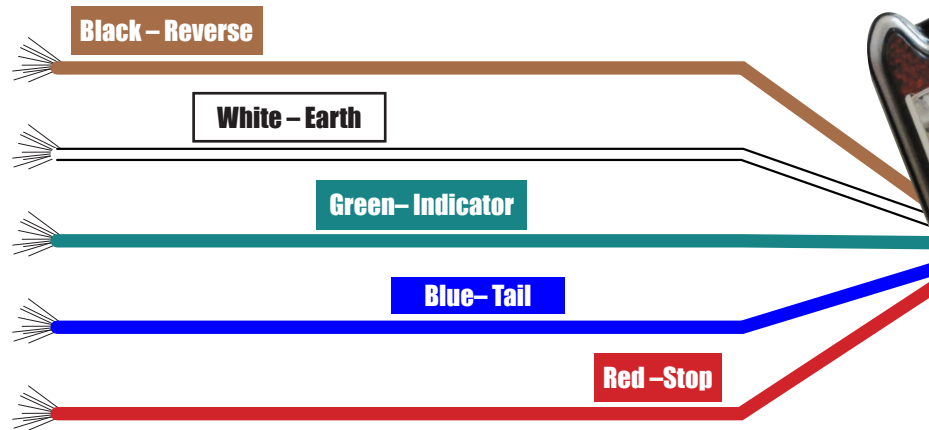 Black – Reverse
White – Earth
Green– Indicator
Blue– Tail
Red –Stop